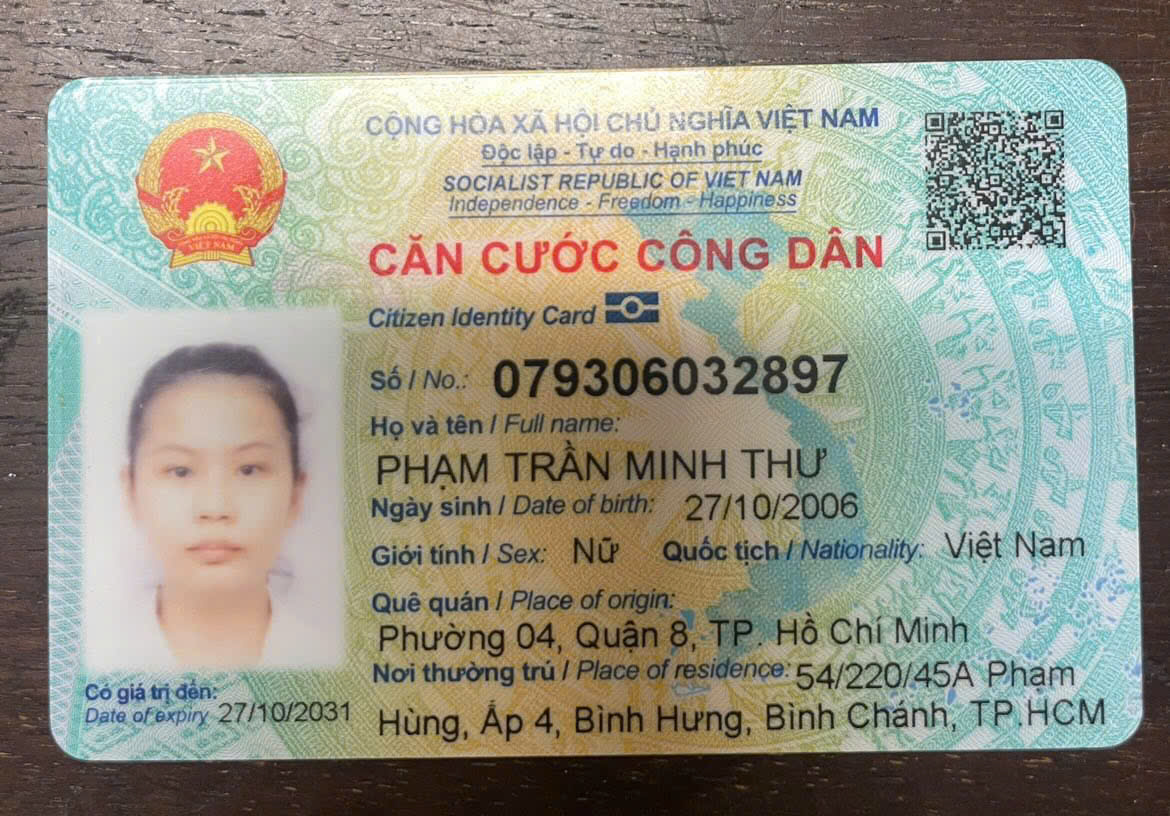 CỘNG HÒA XÃ HỘI CHỦ NGHĨA VIỆT NAM
Độc lập - Tự do - Hạnh phúc
SOCIALIST REPUBLIC OF VIET NAM
Independence - Freedom - Happiness
VIỆT NAM
CĂN CƯỚC CÔNG DÂN
Citizen Identity Card
Số / No.: 079306032897
Họ và tên / Full name:
PHẠM TRẦN MINH THƯ
Ngày sinh / Date of birth: 27/10/2006
Giới tính / Sex: Nữ Quốc tịch / Nationality: Việt Nam
Quê quán / Place of origin:
Phường 04, Quận 8, TP. Hồ Chí Minh
Nơi thường trú / Place of residence: 54/220/45A Phạm
Hùng, Ấp 4, Bình Hưng, Bình Chánh, TP.HCM
Có giá trị đến:
Date of expiry 27/10/2031